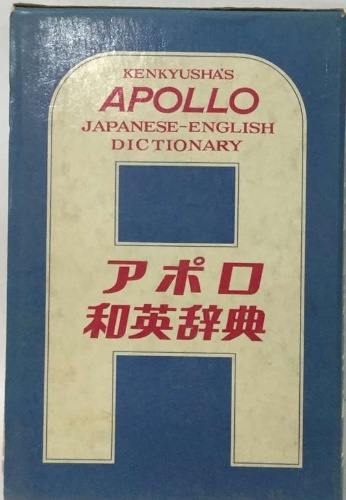 KENKYUSHA'S
APOLLO
JAPANESE-ENGLISH
DICTIONARY
アポロ
和英辞典